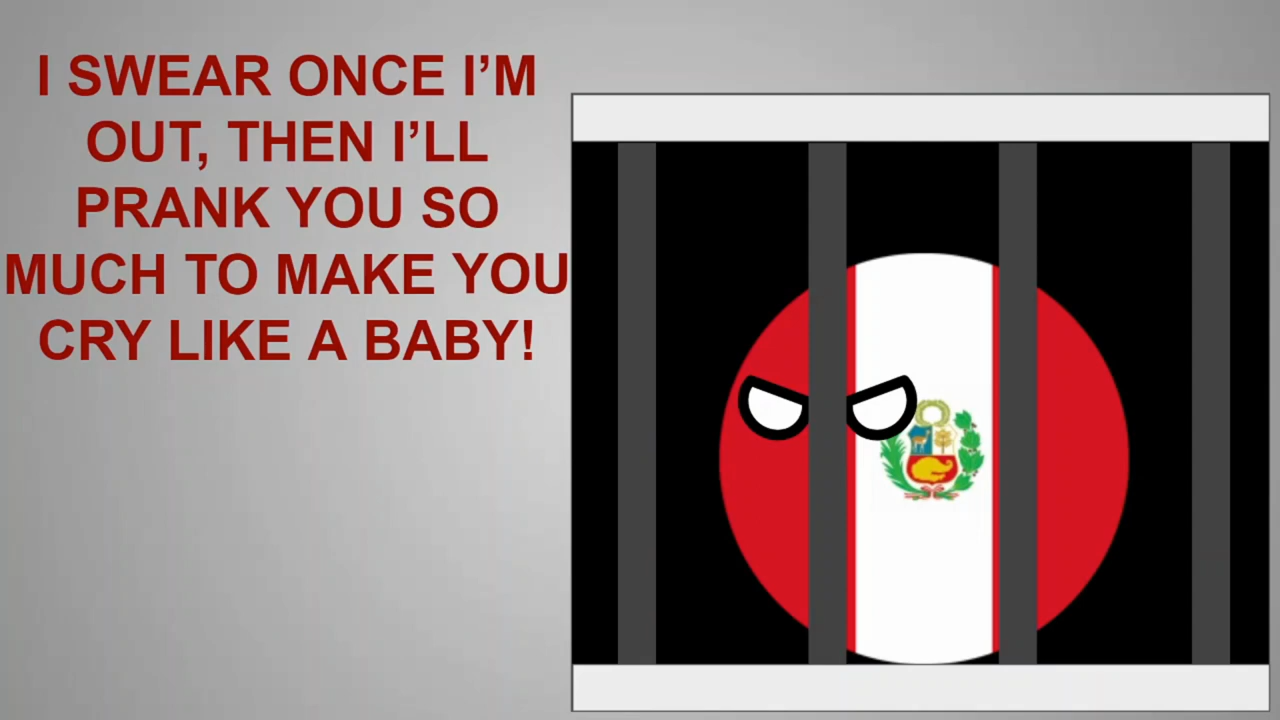 I SWEAR ONCE I’M
OUT, THEN I’LL
PRANK YOU SO
MUCH TO MAKE YOU
CRY LIKE A BABY!